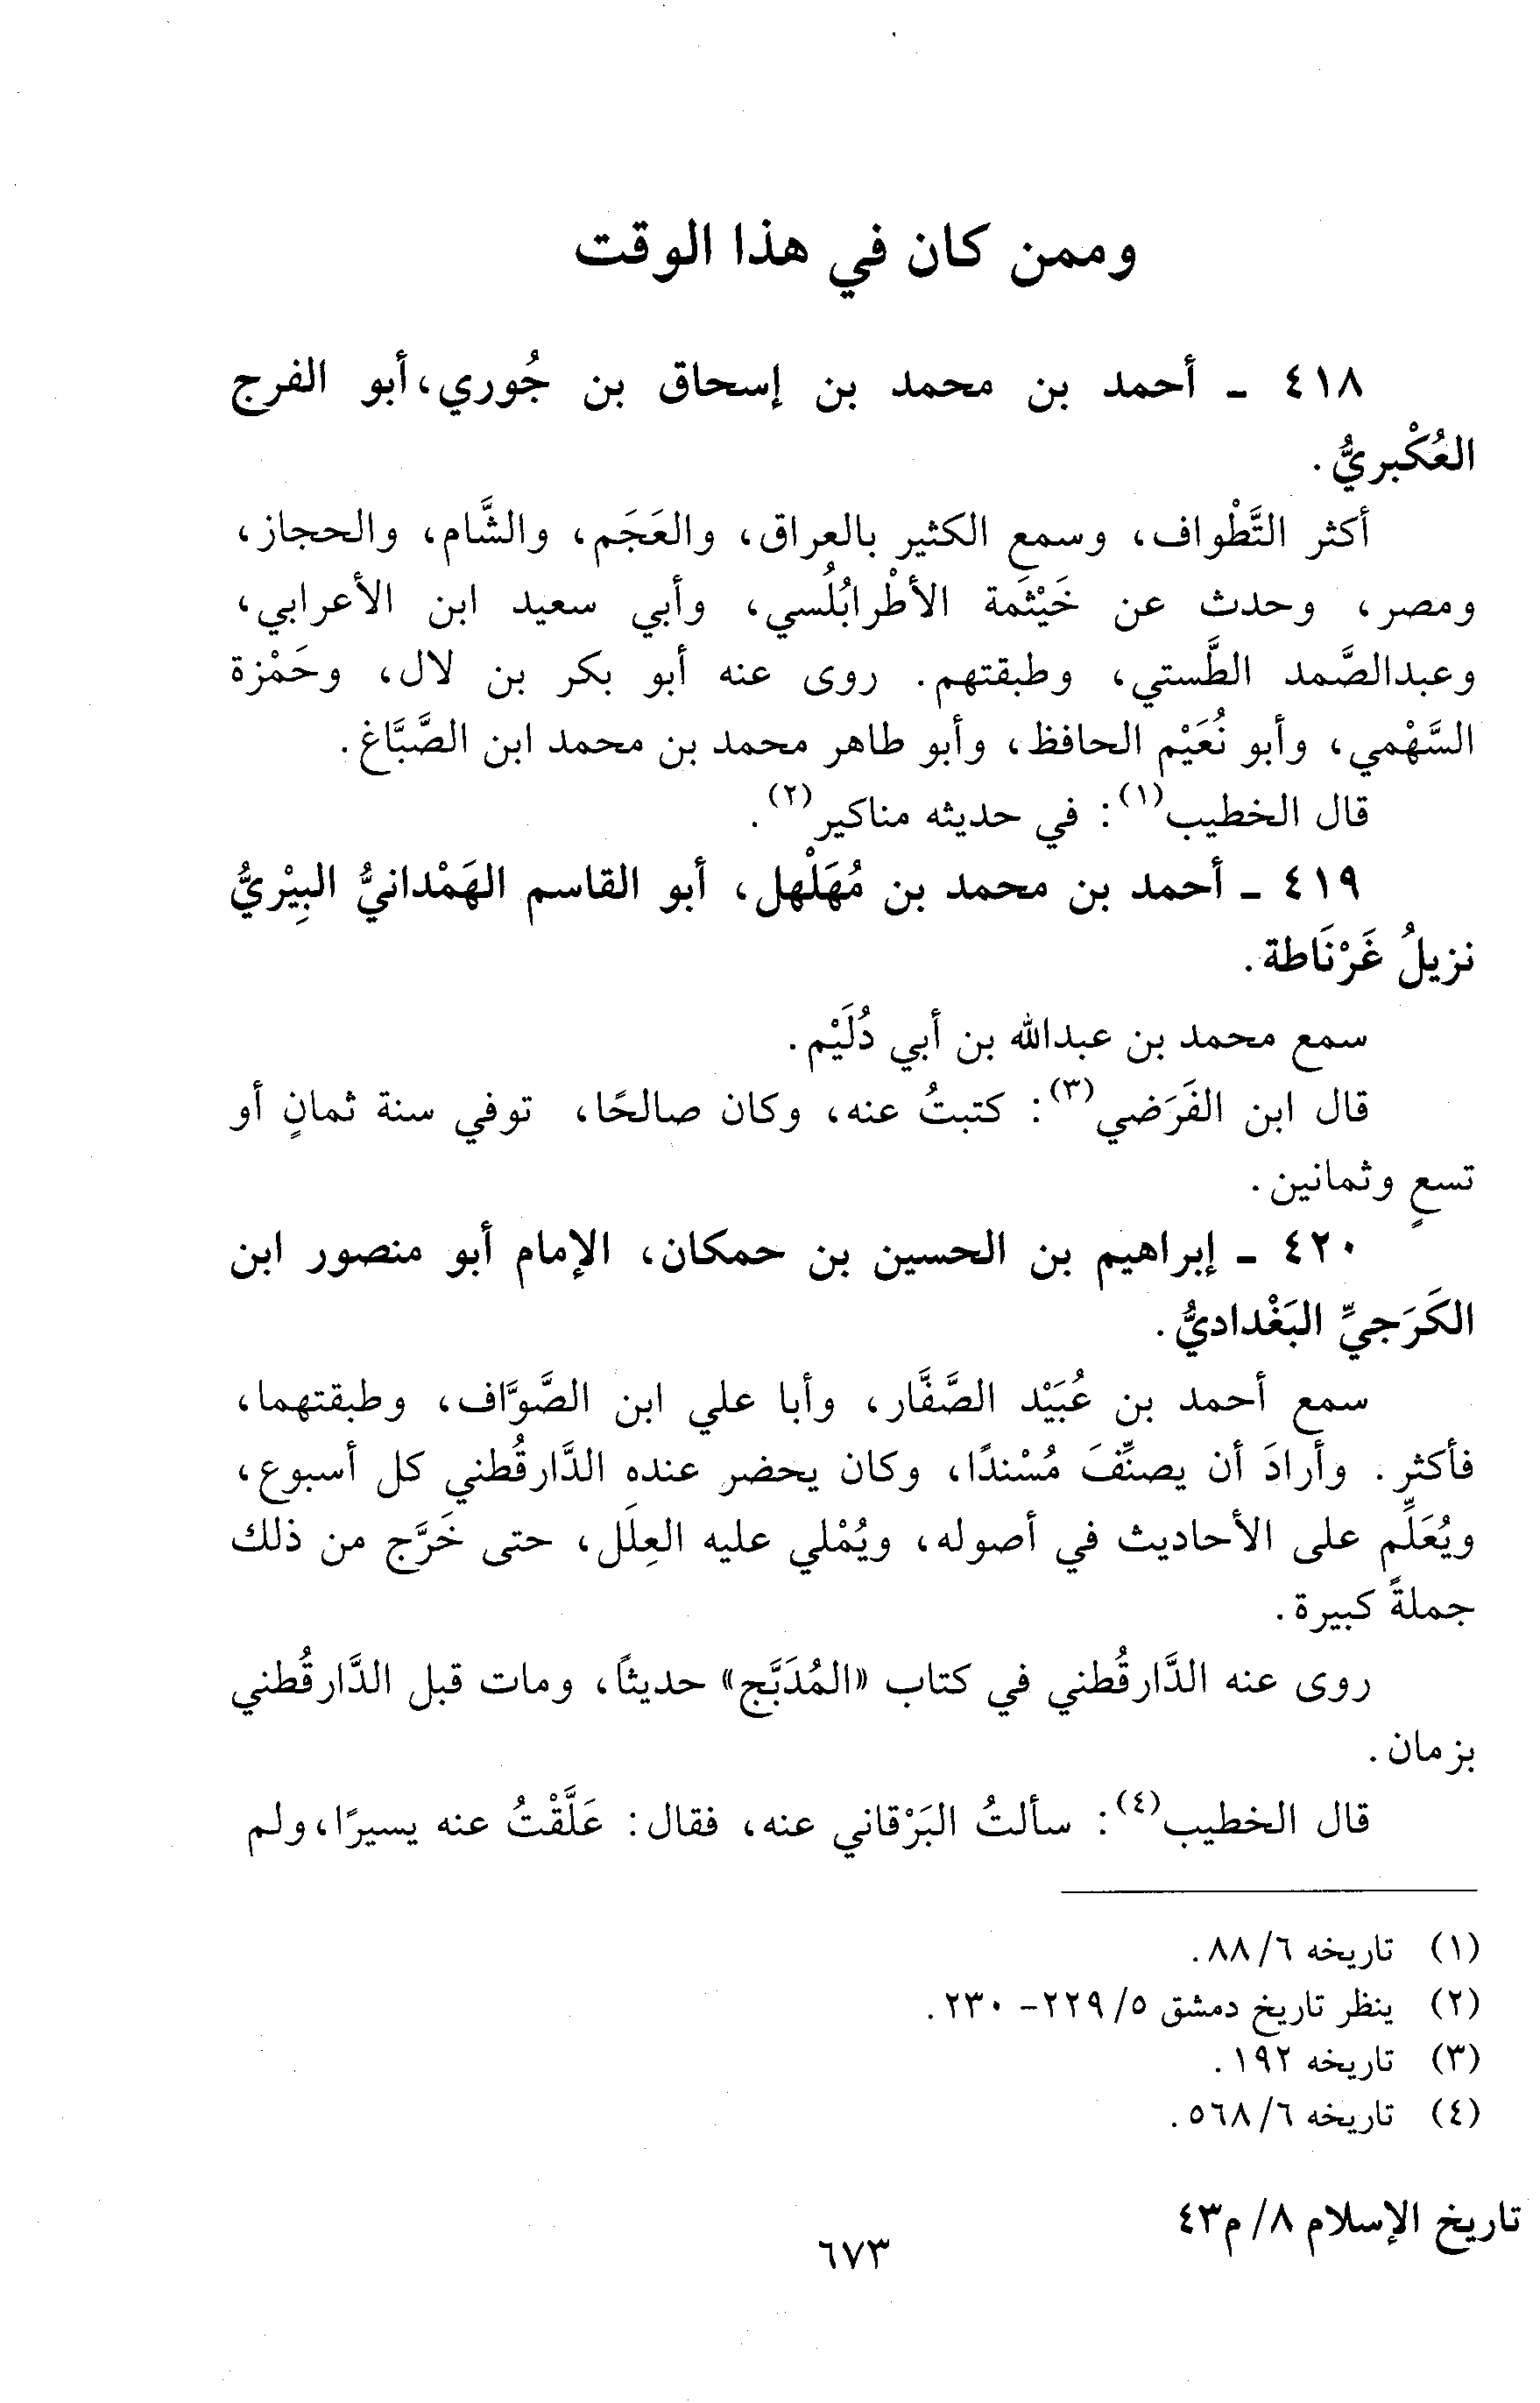 وممن كان في هذا الوقت
٤١٨ ـ أحمد بن محمد بن إسحاق بن جُوري، أبو الفرج
العُكْبريُّ.
أكثر التَّطْواف، وسمع الكثير بالعراق، والعَجَم، والشَّام، والحجاز،
ومصر، وحدث عن خَيْثَمة الأطْرابُلُسي، وأبي سعيد ابن الأعرابي،
وعبدالصَّمد الطَّستي، وطبقتهم. روى عنه أبو بكر بن لال، وحَمْزة
السَّهْمي، وأبو نُعَيْم الحافظ، وأبو طاهر محمد بن محمد ابن الصَّبَّاغ.
قال الخطيب(١): في حديثه مناكير(٢).
٤١٩ ـ أحمد بن محمد بن مُهَلْهل، أبو القاسم الهَمْدانيُّ البِيْريُّ
نزيلُ غَرْنَاطة.
سمع محمد بن عبدالله بن أبي دُلَيْم.
قال ابن الفَرَضي(٣): كتبتُ عنه، وكان صالحًا، توفي سنة ثمانٍ أو
تسعٍ وثمانين.
٤٢٠ ـ إبراهيم بن الحسين بن حمكان، الإمام أبو منصور ابن
الكَرَجيِّ البَغْداديُّ.
سمع أحمد بن عُبَيْد الصَّفَّار، وأبا علي ابن الصَّوَّاف، وطبقتهما،
فأكثر. وأرادَ أن يصنِّفَ مُسْندًا، وكان يحضر عنده الدَّارقُطني كل أسبوع،
ويُعَلِّم على الأحاديث في أصوله، ويُمْلي عليه العِلَل، حتى خَرَّج من ذلك
جملةً كبيرة.
روى عنه الدَّارقُطني في كتاب «المُدَبَّج» حديثًا، ومات قبل الدَّارقُطني
بزمان.
قال الخطيب(٤): سألتُ البَرْقاني عنه، فقال: عَلَّقْتُ عنه يسيرًا، ولم
(١) تاريخه ٦/ ٨٨.
(٢) ينظر تاريخ دمشق ٥/ ٢٢٩- ٢٣٠.
(٣) تاريخه ١٩٢.
(٤) تاريخه ٦/ ٥٦٨.
تاريخ الإسلام ٨/ م٤٣
٦٧٣